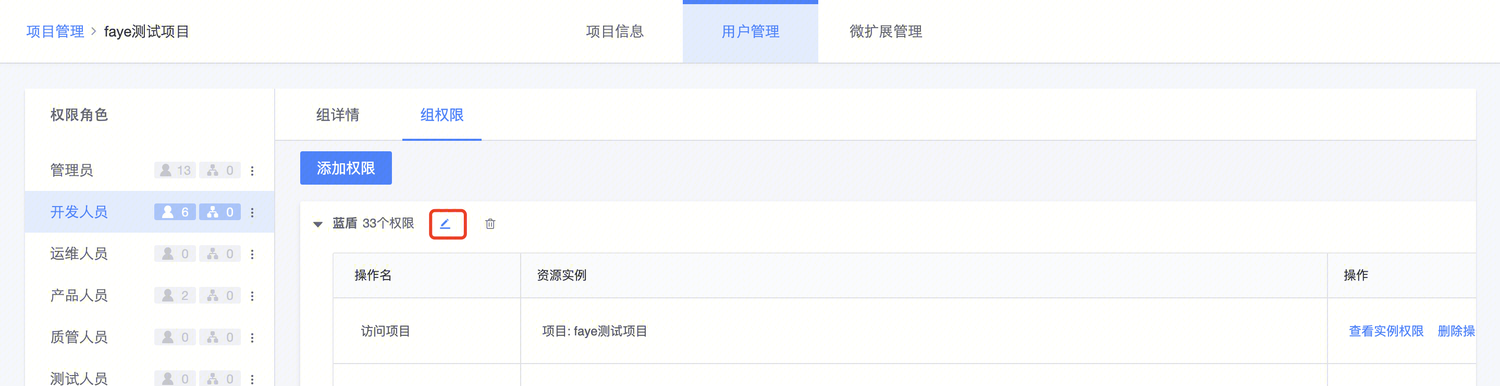 项目管理 > faye测试项目 项目信息 用户管理 微扩展管理
权限角色 组详情 组权限
添加权限
管理员 13 0
开发人员 6 0
蓝盾 33个权限
运维人员 0 0
操作名 资源实例 操作
产品人员 2 0
访问项目 项目: faye测试项目 查看实例权限 删除操
质管人员 0 0
测试人员 0 0